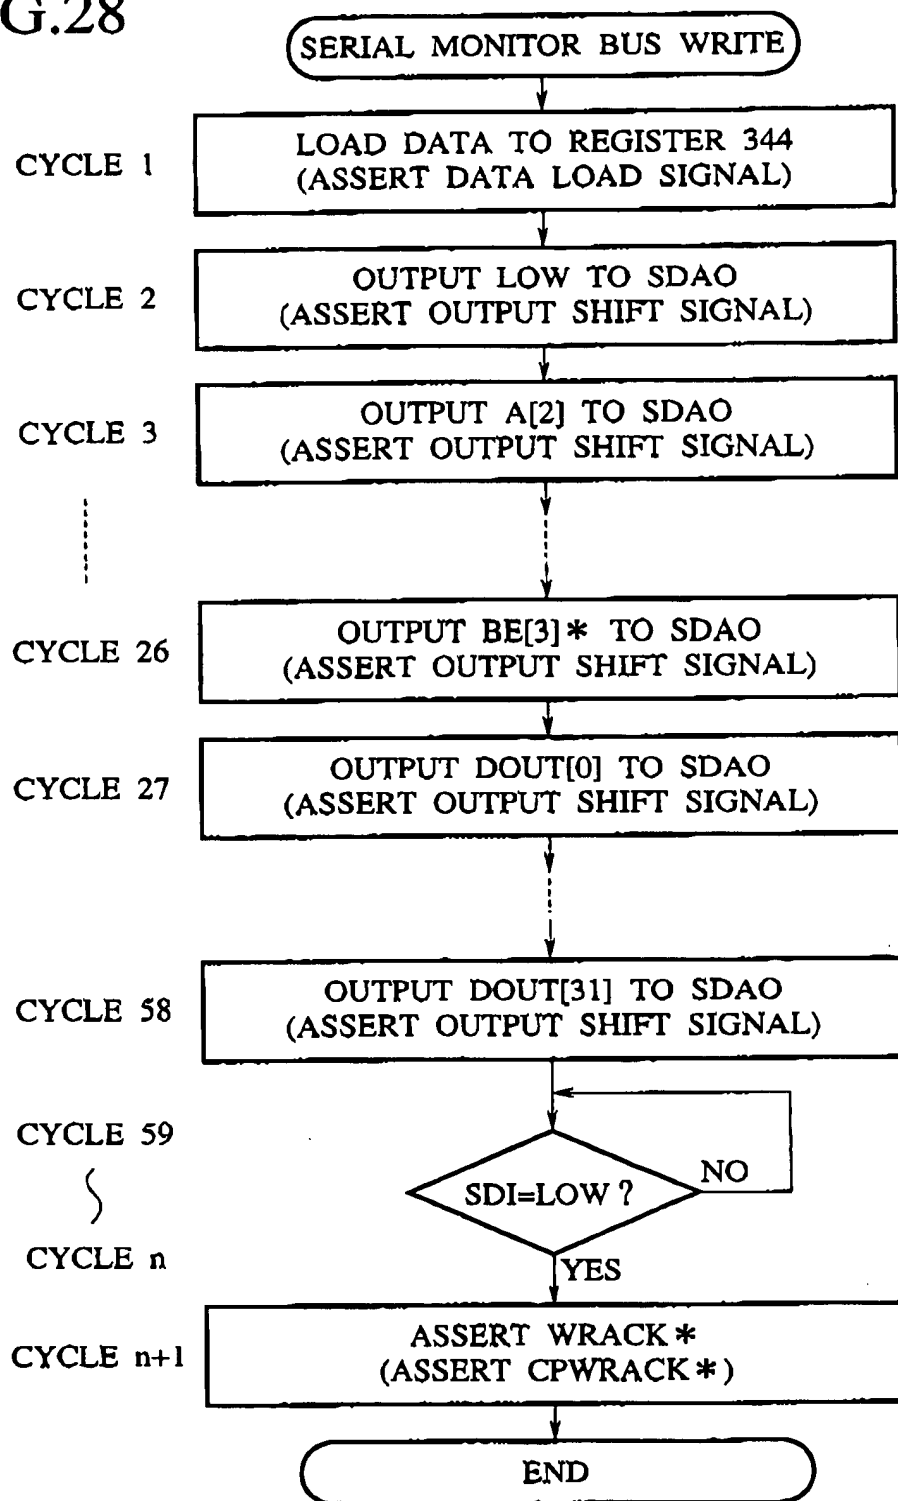 G.28
SERIAL MONITOR BUS WRITE
CYCLE 1
LOAD DATA TO REGISTER 344
(ASSERT DATA LOAD SIGNAL)
CYCLE 2
OUTPUT LOW TO SDAO
(ASSERT OUTPUT SHIFT SIGNAL)
CYCLE 3
OUTPUT A[2] TO SDAO
(ASSERT OUTPUT SHIFT SIGNAL)
CYCLE 26
OUTPUT BE[3]* TO SDAO
(ASSERT OUTPUT SHIFT SIGNAL)
CYCLE 27
OUTPUT DOUT[0] TO SDAO
(ASSERT OUTPUT SHIFT SIGNAL)
CYCLE 58
OUTPUT DOUT[31] TO SDAO
(ASSERT OUTPUT SHIFT SIGNAL)
CYCLE 59
SDI=LOW ?
NO
CYCLE n
YES
CYCLE n+1
ASSERT WRACK*
(ASSERT CPWRACK*)
END